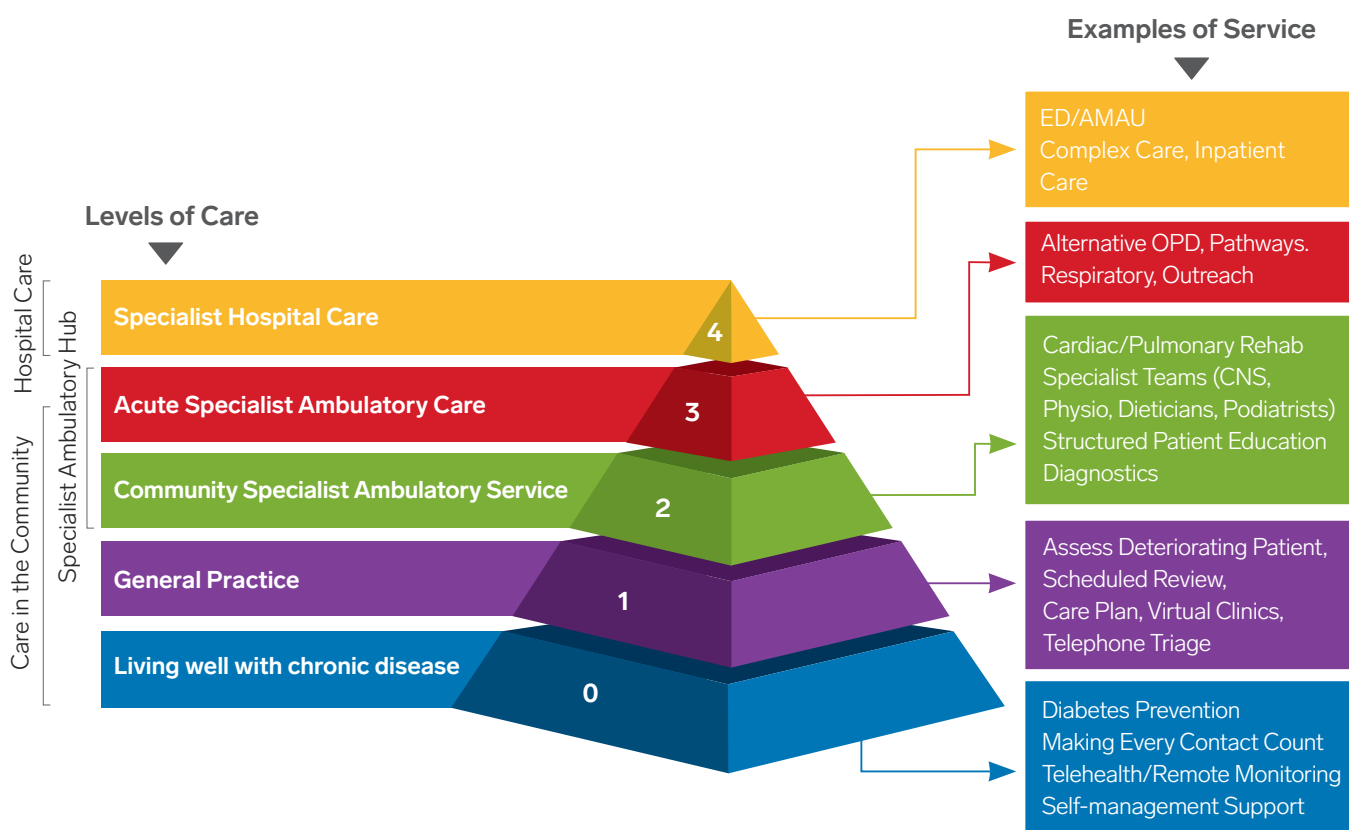 Examples of Service
ED/AMAU
Complex Care, Inpatient
Care
Levels of Care
Alternative OPD, Pathways.
Respiratory, Outreach
Hospital Care
Specialist Ambulatory Hub
Care in the Community
Specialist Hospital Care
4
Acute Specialist Ambulatory Care
3
Cardiac/Pulmonary Rehab
Specialist Teams (CNS,
Physio, Dieticians, Podiatrists)
Structured Patient Education
Diagnostics
Community Specialist Ambulatory Service
2
General Practice
1
Assess Deteriorating Patient,
Scheduled Review,
Care Plan, Virtual Clinics,
Telephone Triage
Living well with chronic disease
0
Diabetes Prevention
Making Every Contact Count
Telehealth/Remote Monitoring
Self-management Support